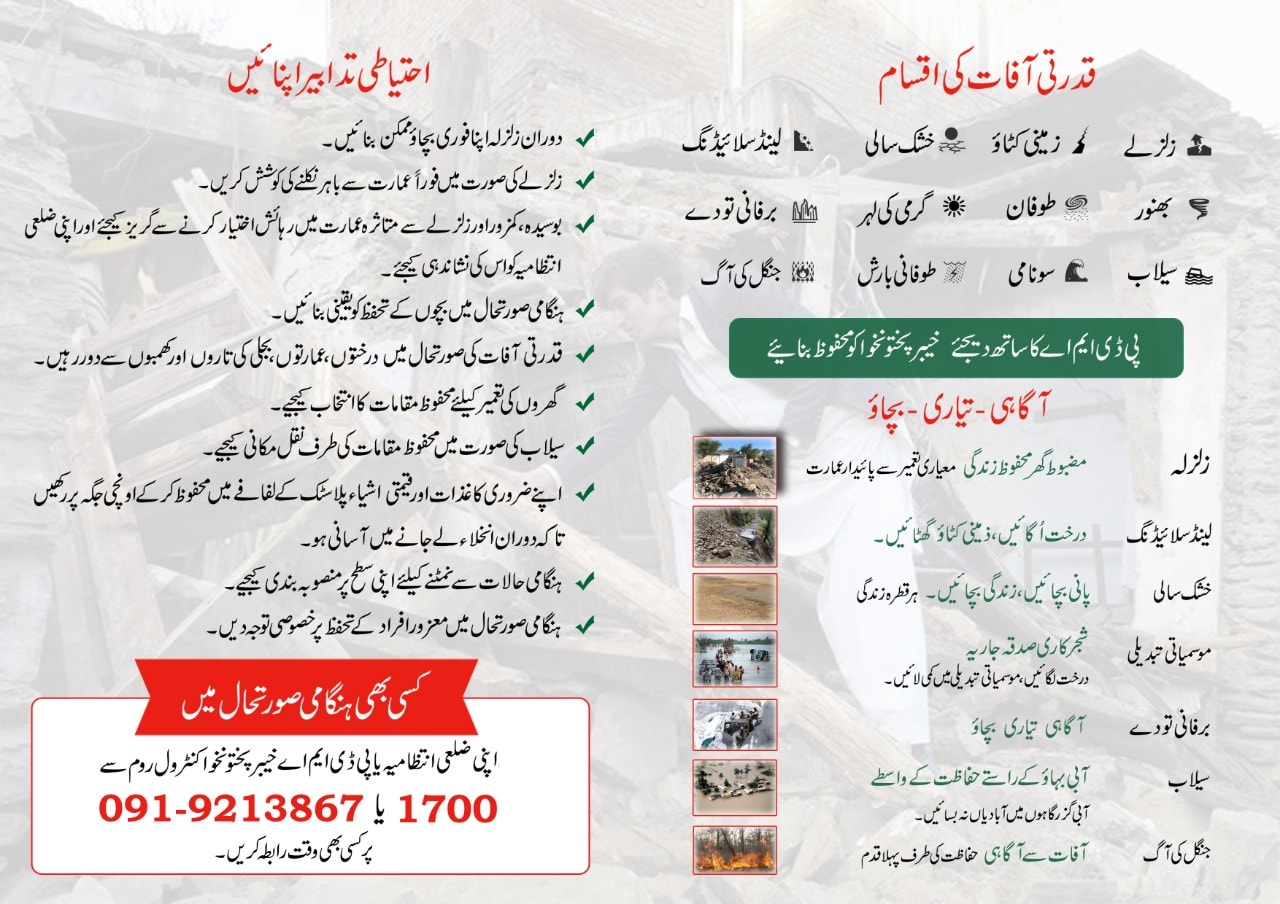 قدرتی آفات کی اقسام
زلزلے زمینی کٹاؤ خشک سالی لینڈ سلائیڈنگ
بھنور طوفان گرمی کی لہر برفانی تودے
سیلاب سونامی طوفانی بارش جنگل کی آگ
پی ڈی ایم اے کا ساتھ دیجئے خیبر پختونخوا کو محفوظ بنائیے
آگاہی - تیاری - بچاؤ
زلزلہ مضبوط گھر محفوظ زندگی معیاری تعمیر سے پائیدار عمارت
لینڈ سلائیڈنگ درخت اُگائیں، ذمینی کٹاؤ گھٹائیں۔
خشک سالی پانی بچائیں، زندگی بچائیں۔ ہر قطرہ زندگی
موسمیاتی تبدیلی شجر کاری صدقہ جاریہ
درخت لگائیں، موسمیاتی تبدیلی میں کمی لائیں۔
برفانی تودے آگاہی تیاری بچاؤ
سیلاب آبی بہاؤ کے راستے حفاظت کے واسطے
آبی گزرگاہوں میں آبادیاں نہ بسائیں۔
جنگل کی آگ آفات سے آگاہی حفاظت کی طرف پہلا قدم
احتیاطی تدابیر اپنائیں
دوران زلزلہ اپنا فوری بچاؤ ممکن بنائیں۔
زلزلے کی صورت میں فوراً عمارت سے باہر نکلنے کی کوشش کریں۔
بوسیدہ، کمزور اور زلزلے سے متاثرہ عمارت میں رہائش اختیار کرنے سے گریز کیجئے اور اپنی ضلعی
انتظامیہ کو اس کی نشاندہی کیجئے۔
ہنگامی صورتحال میں بچوں کے تحفظ کو یقینی بنائیں۔
قدرتی آفات کی صورتحال میں درختوں، عمارتوں، بجلی کی تاروں اور کھمبوں سے دور رہیں۔
گھروں کی تعمیر کیلئے محفوظ مقامات کا انتخاب کیجیے۔
سیلاب کی صورت میں محفوظ مقامات کی طرف نقل مکانی کیجیے۔
اپنے ضروری کاغذات اور قیمتی اشیاء پلاسٹک کے لفافے میں محفوظ کر کے اونچی جگہ پر رکھیں
تاکہ دوران انخلاء لے جانے میں آسانی ہو۔
ہنگامی حالات سے نمٹنے کیلئے اپنی سطح پر منصوبہ بندی کیجیے۔
ہنگامی صورتحال میں معزور افراد کے تحفظ پر خصوصی توجہ دیں۔
کسی بھی ہنگامی صورتحال میں
اپنی ضلعی انتظامیہ یا پی ڈی ایم اے خیبر پختونخوا کنٹرول روم سے
1700 یا 091-9213867
پر کسی بھی وقت رابطہ کریں۔